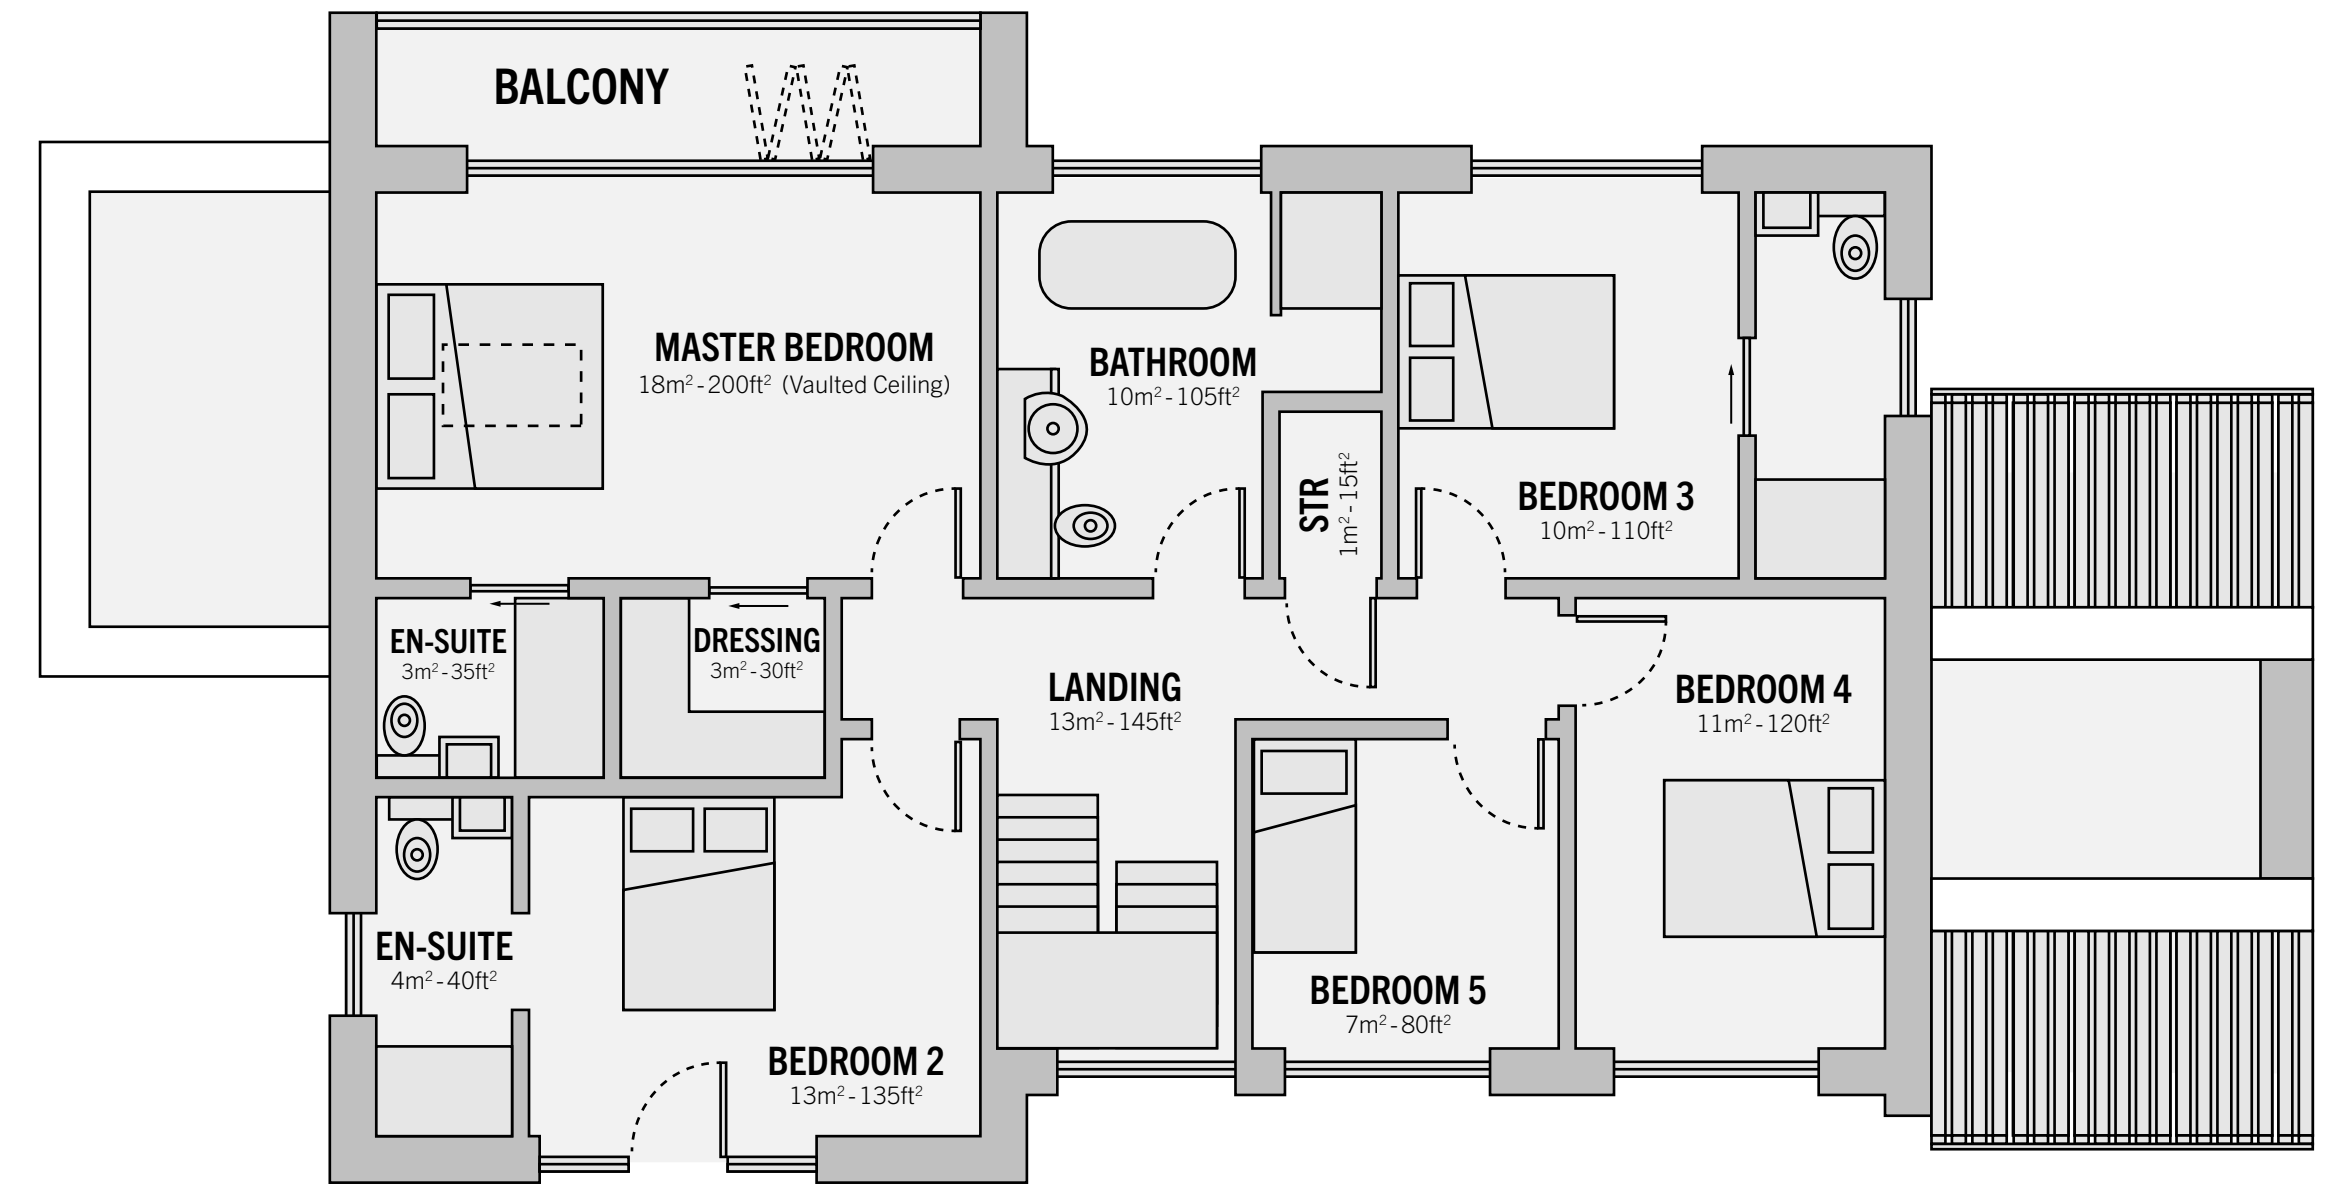 BALCONY
MASTER BEDROOM
18m² - 200ft² (Vaulted Ceiling)
BATHROOM
10m² - 105ft²
STR
1m² - 15ft²
BEDROOM 3
10m² - 110ft²
EN-SUITE
3m² - 35ft²
DRESSING
3m² - 30ft²
LANDING
13m² - 145ft²
BEDROOM 4
11m² - 120ft²
EN-SUITE
4m² - 40ft²
BEDROOM 2
13m² - 135ft²
BEDROOM 5
7m² - 80ft²